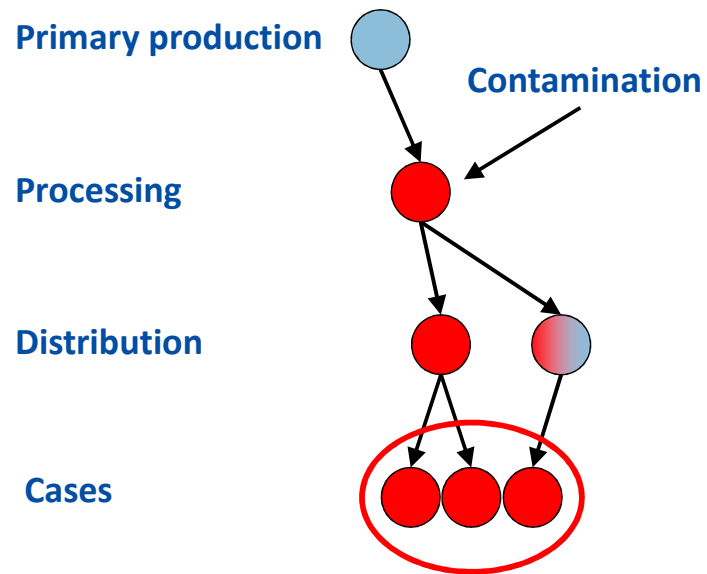 Primary production
Contamination
Processing
Distribution
Cases